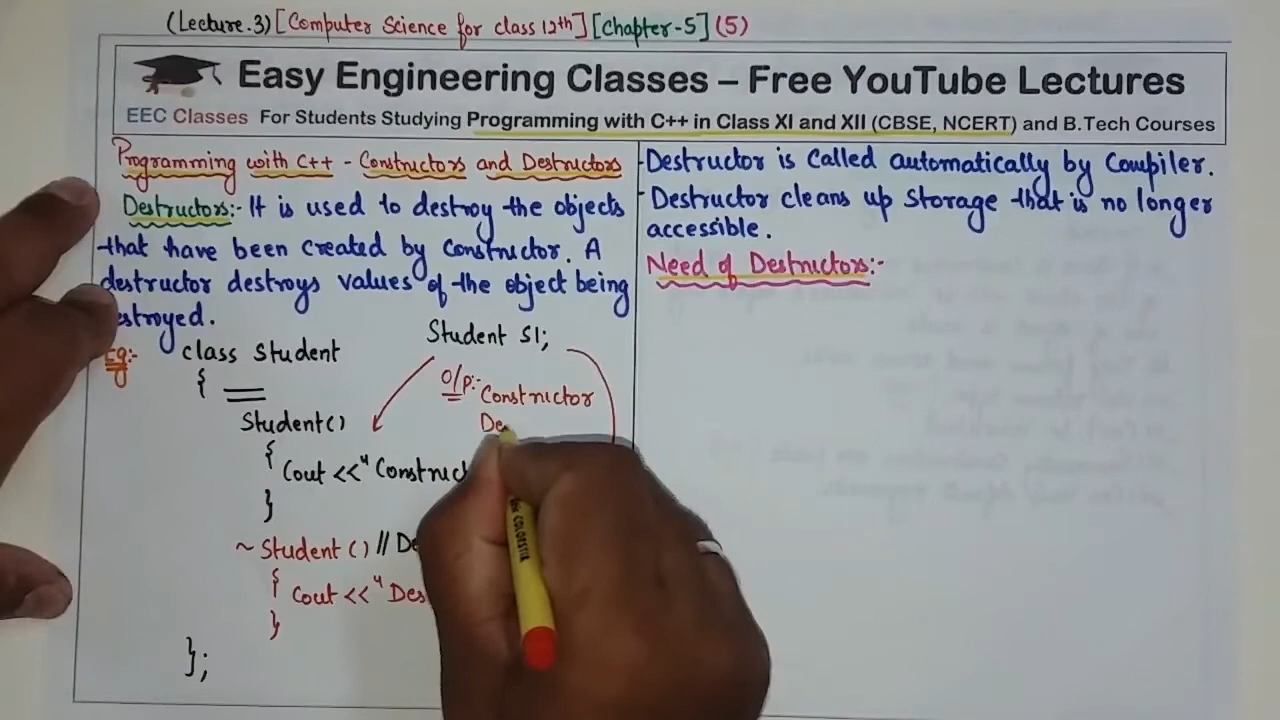 (Lecture.3) [Computer Science for class 12th] [Chapter-5] (5)
Easy Engineering Classes – Free YouTube Lectures
EEC Classes For Students Studying Programming with C++ in Class XI and XII (CBSE, NCERT) and B.Tech Courses
Programming with C++ - Constructors and Destructors
Destructors:- It is used to destroy the objects
that have been created by Constructor. A
destructor destroys values of the object being
estroyed.
Eg:-
class Student
{
Student()
{
Cout <<"Construc
}
~ Student () // De
{ Cout <<"Des
}
};
Student S1;
O/p:- Constructor
De
- Destructor is Called automatically by Compiler.
- Destructor cleans up Storage that is no longer
accessible.
Need of Destructors:-